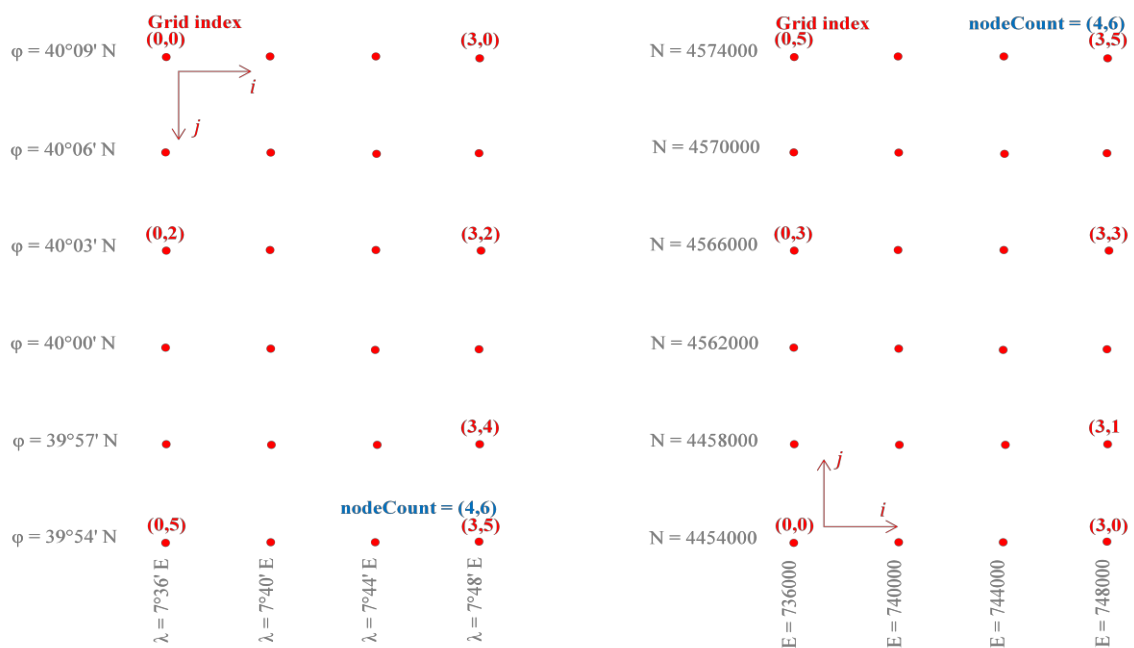 Grid index
φ = 40°09' N (0,0) (3,0)
i
j
φ = 40°06' N
φ = 40°03' N (0,2) (3,2)
φ = 40°00' N
φ = 39°57' N (3,4)
nodeCount = (4,6)
φ = 39°54' N (0,5) (3,5)
λ = 7°36' E
λ = 7°40' E
λ = 7°44' E
λ = 7°48' E
Grid index nodeCount = (4,6)
N = 4574000 (0,5) (3,5)
N = 4570000
N = 4566000 (0,3) (3,3)
N = 4562000
N = 4458000 (3,1
j
i
N = 4454000 (0,0) (3,0)
E = 736000
E = 740000
E = 744000
E = 748000